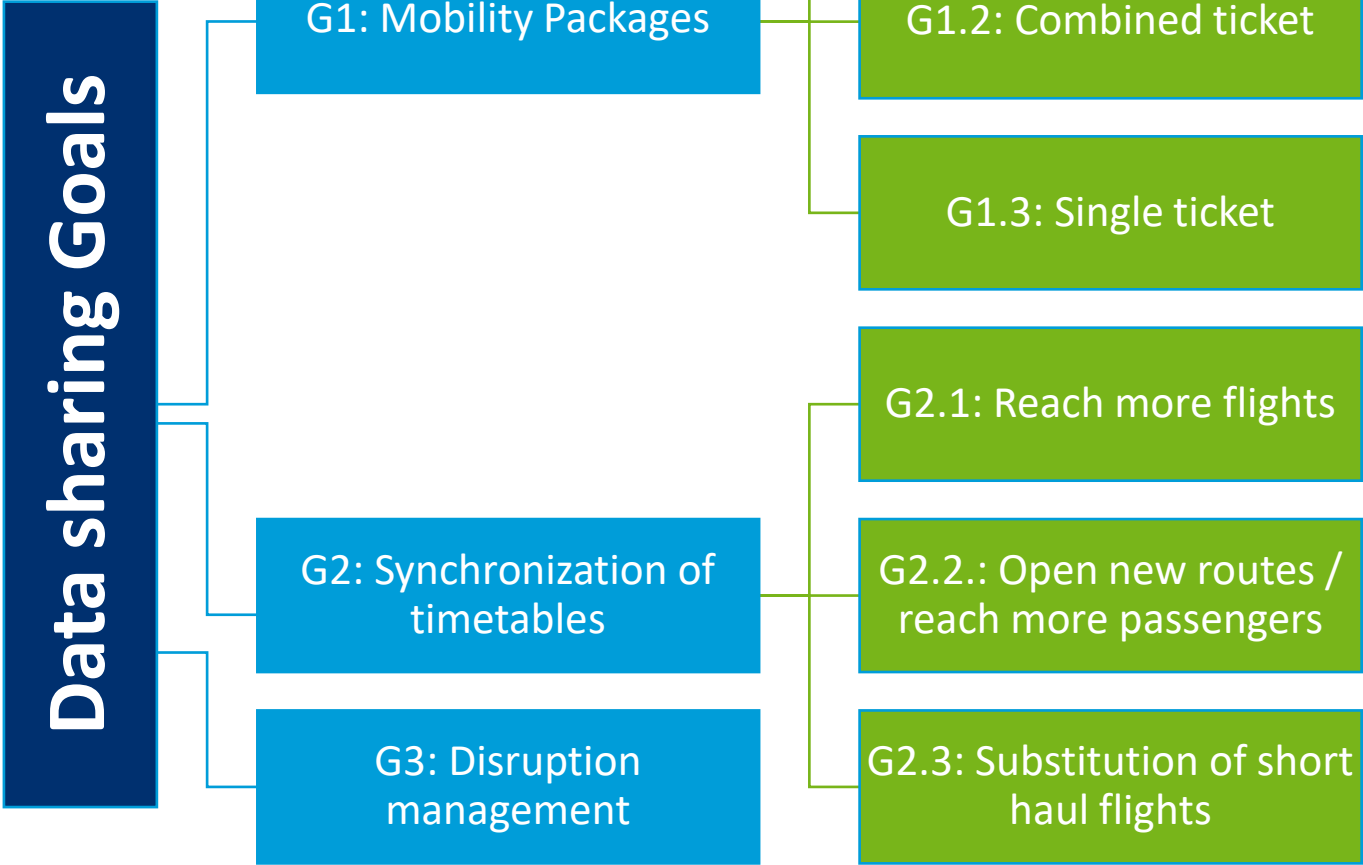 Data sharing Goals
G1: Mobility Packages
G1.2: Combined ticket
G1.3: Single ticket
G2: Synchronization of
timetables
G2.1: Reach more flights
G2.2.: Open new routes /
reach more passengers
G2.3: Substitution of short
haul flights
G3: Disruption
management